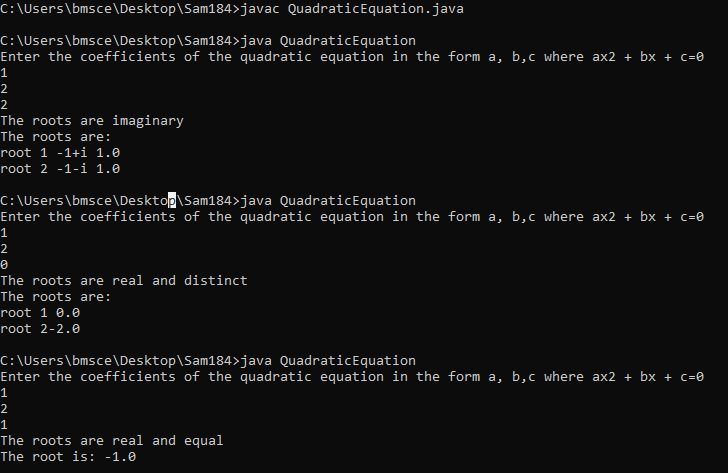 C:\Users\bmsce\Desktop\Sam184>javac QuadraticEquation.java
C:\Users\bmsce\Desktop\Sam184>java QuadraticEquation
Enter the coefficients of the quadratic equation in the form a, b,c where ax2 + bx + c=0
1
2
2
The roots are imaginary
The roots are:
root 1 -1+i 1.0
root 2 -1-i 1.0
C:\Users\bmsce\Desktop\Sam184>java QuadraticEquation
Enter the coefficients of the quadratic equation in the form a, b,c where ax2 + bx + c=0
1
2
0
The roots are real and distinct
The roots are:
root 1 0.0
root 2-2.0
C:\Users\bmsce\Desktop\Sam184>java QuadraticEquation
Enter the coefficients of the quadratic equation in the form a, b,c where ax2 + bx + c=0
1
2
1
The roots are real and equal
The root is: -1.0